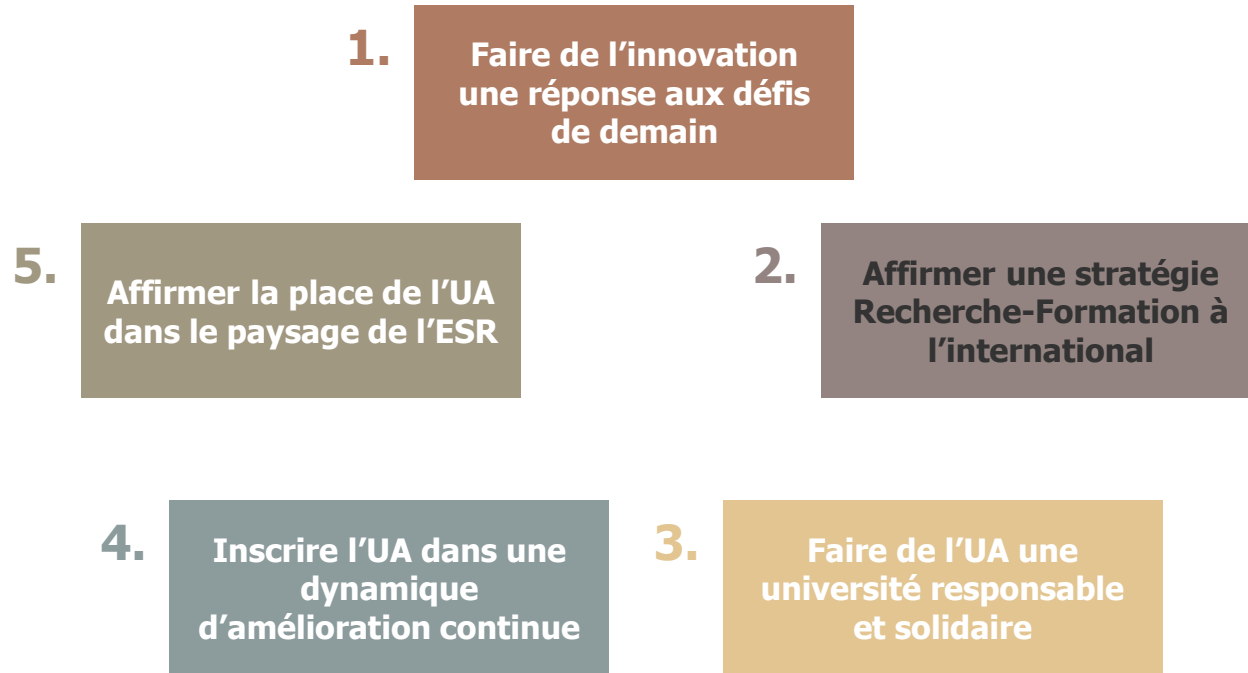 1.
Faire de l’innovation
une réponse aux défis
de demain
2.
Affirmer une stratégie
Recherche-Formation à
l’international
3.
Faire de l’UA une
université responsable
et solidaire
4.
Inscrire l’UA dans une
dynamique
d’amélioration continue
5.
Affirmer la place de l’UA
dans le paysage de l’ESR